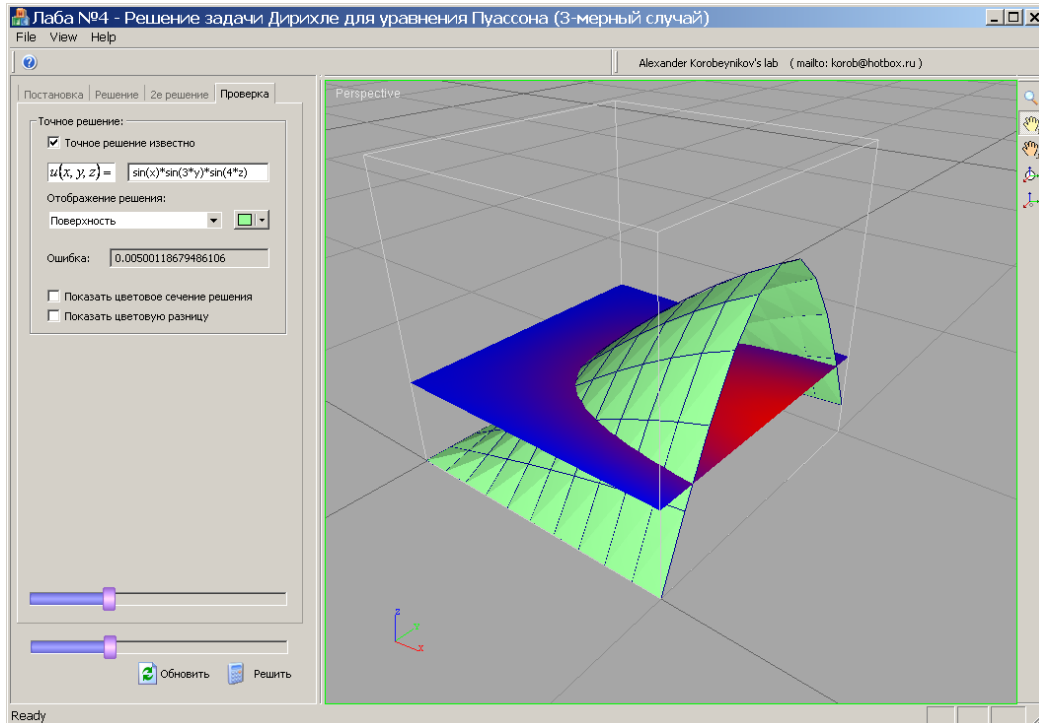 Лаба №4 - Решение задачи Дирихле для уравнения Пуассона (3-мерный случай)
File View Help
Alexander Korobeynikov's lab ( mailto: korob@hotbox.ru )
Постановка Решение 2е решение Проверка
Perspective
Точное решение:
Точное решение известно
u(x, y, z) = sin(x)*sin(3*y)*sin(4*z)
Отображение решения:
Поверхность
Ошибка: 0.00500118679486106
Показать цветовое сечение решения
Показать цветовую разницу
z
Y
x
Обновить Решить
Ready